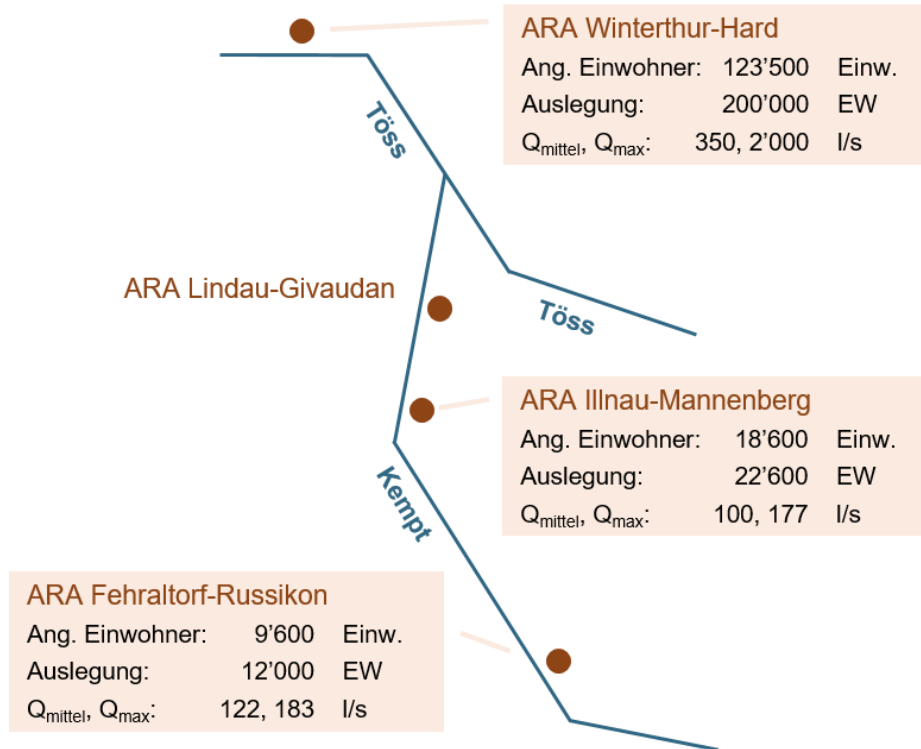 ARA Winterthur-Hard
Ang. Einwohner: 123’500 Einw.
Auslegung: 200’000 EW
Qmittel, Qmax: 350, 2’000 l/s
Töss
ARA Lindau-Givaudan
Töss
ARA Illnau-Mannenberg
Ang. Einwohner: 18’600 Einw.
Auslegung: 22’600 EW
Qmittel, Qmax: 100, 177 l/s
Kempt
ARA Fehraltorf-Russikon
Ang. Einwohner: 9’600 Einw.
Auslegung: 12’000 EW
Qmittel, Qmax: 122, 183 l/s